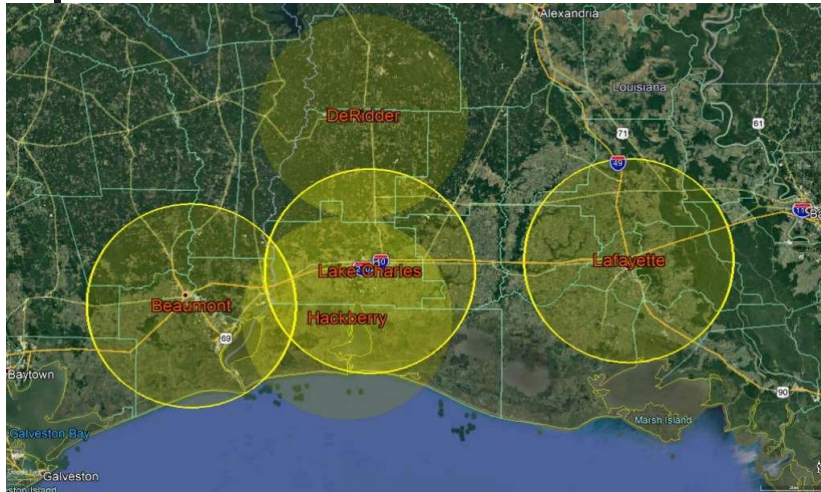 Alexandria
Louisiana
DeRidder
71
61
49
110
Lake Charles
10
Lafayette
Beaumont
Hackberry
69
Baytown
90
Marsh Island
Galveston Bay
Galveston